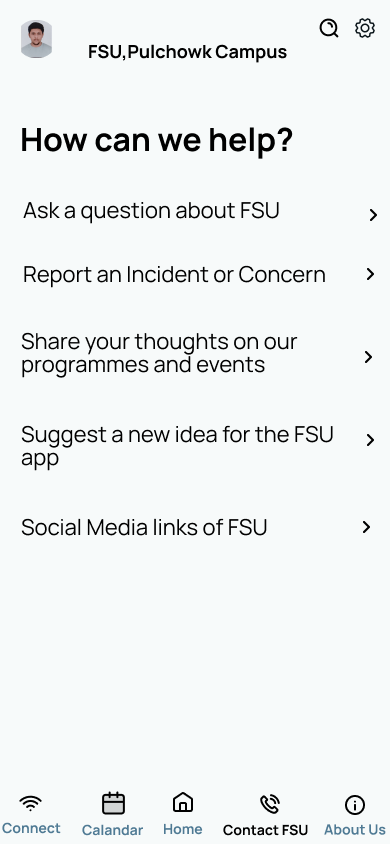 FSU,Pulchowk Campus
How can we help?
Ask a question about FSU
Report an Incident or Concern
Share your thoughts on our
programmes and events
Suggest a new idea for the FSU
app
Social Media links of FSU
Connect
Calandar
Home
Contact FSU
About Us